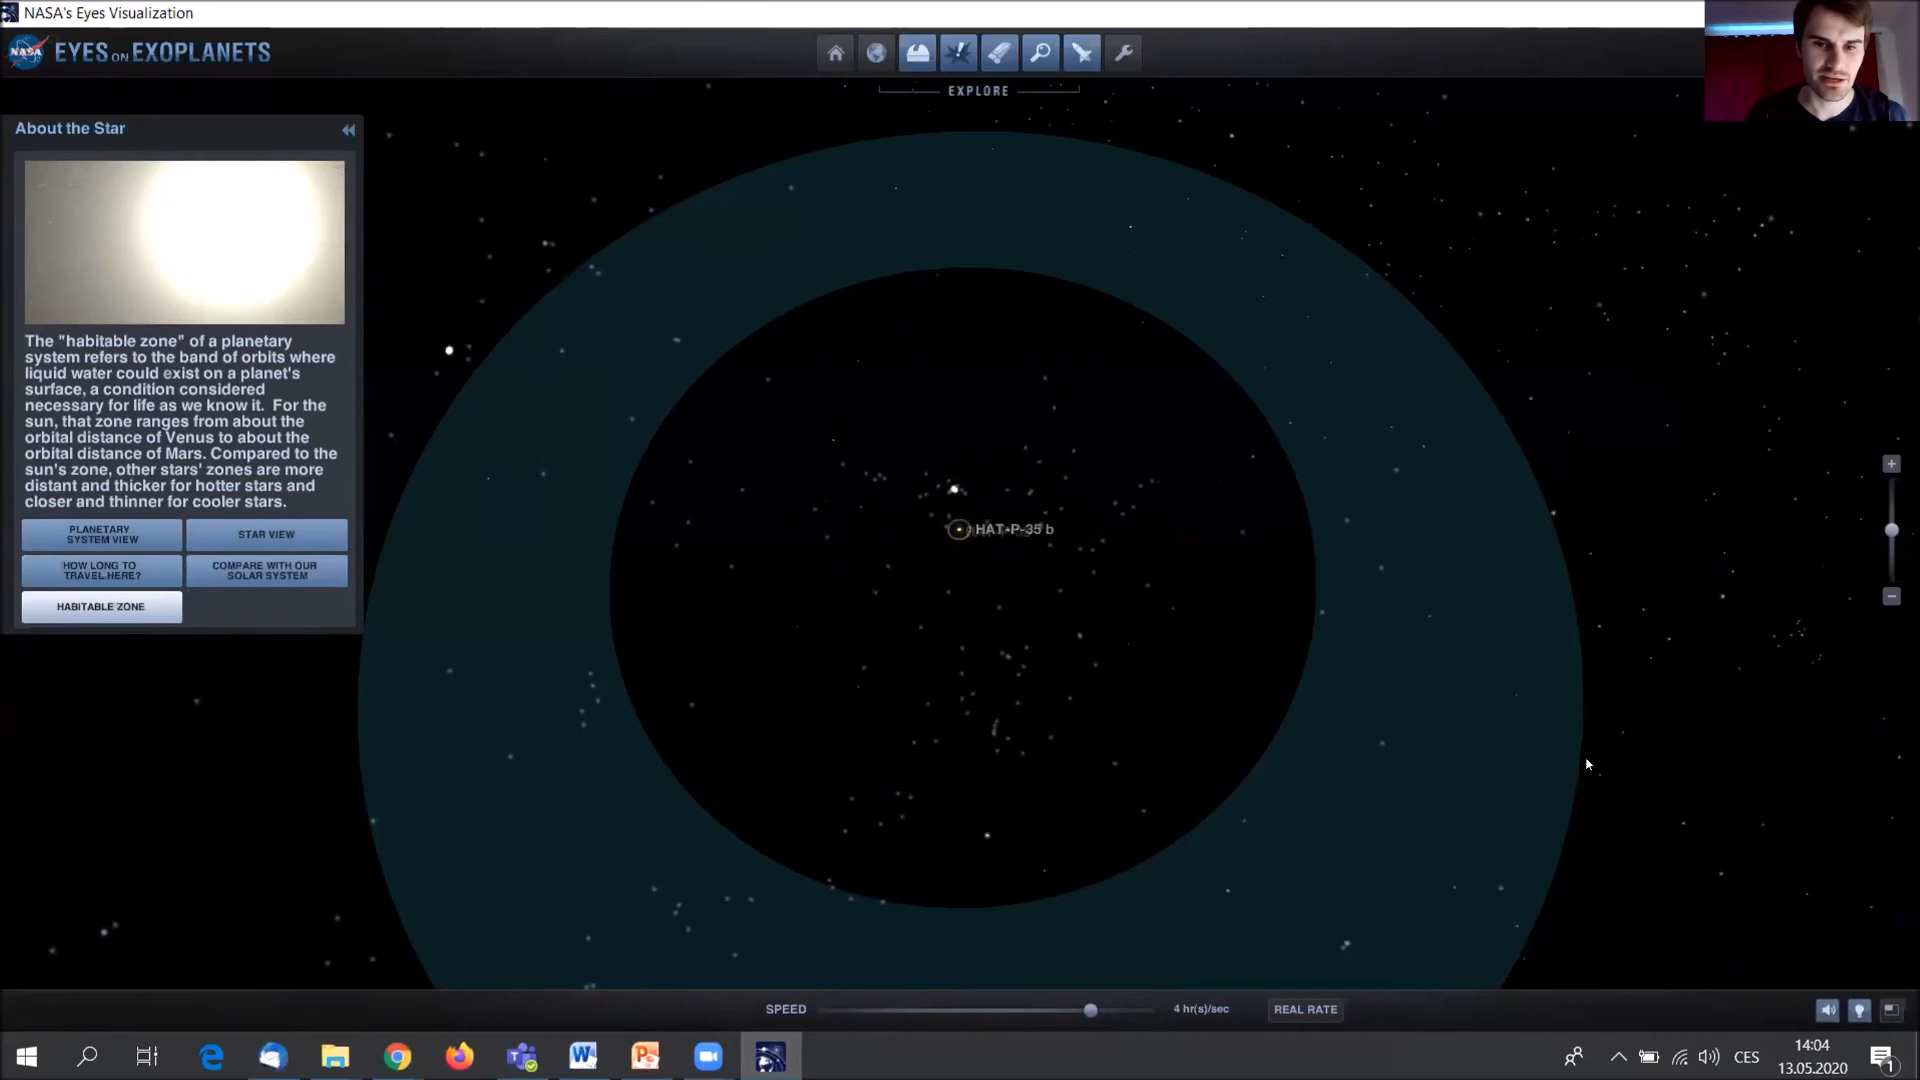 NASA's Eyes Visualization
NASA EYES ON EXOPLANETS
EXPLORE
About the Star
The "habitable zone" of a planetary
system refers to the band of orbits where
liquid water could exist on a planet's
surface, a condition considered
necessary for life as we know it.  For the
sun, that zone ranges from about the
orbital distance of Venus to about the
orbital distance of Mars. Compared to the
sun's zone, other stars' zones are more
distant and thicker for hotter stars and
closer and thinner for cooler stars.
PLANETARY
SYSTEM VIEW
STAR VIEW
HOW LONG TO
TRAVEL HERE?
COMPARE WITH OUR
SOLAR SYSTEM
HABITABLE ZONE
HAT-P-35 b
SPEED
4 hr(s)/sec
REAL RATE
CES
14:04
13.05.2020
1